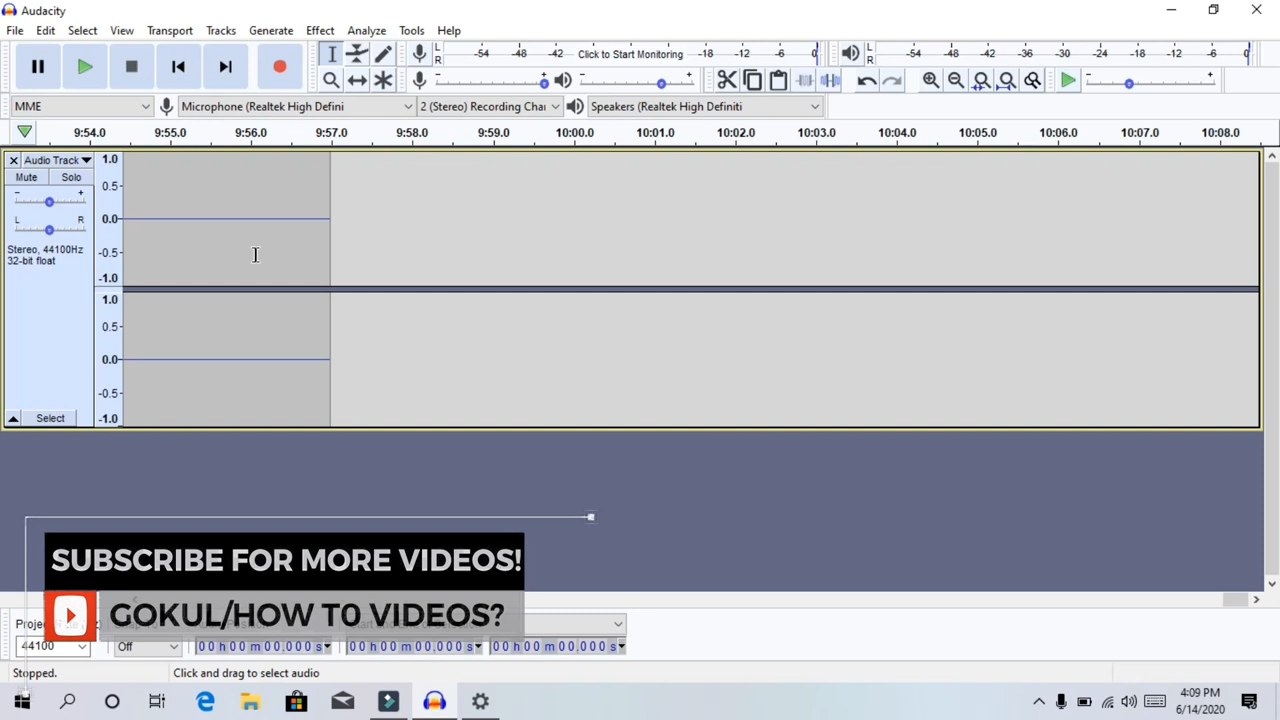 Audacity
File Edit Select View Transport Tracks Generate Effect Analyze Tools Help
L R -54 -48 -42 Click to Start Monitoring -18 -12 -6 0 L R -54 -48 -42 -36 -30 -24 -18 -12 -6 0
- + - + - +
MME Microphone (Realtek High Defini 2 (Stereo) Recording Char Speakers (Realtek High Definiti
9:54.0 9:55.0 9:56.0 9:57.0 9:58.0 9:59.0 10:00.0 10:01.0 10:02.0 10:03.0 10:04.0 10:05.0 10:06.0 10:07.0 10:08.0
Audio Track 1.0
Mute Solo
0.5
- +
L R 0.0
Stereo, 44100Hz -0.5
32-bit float
-1.0
1.0
0.5
0.0
-0.5
Select -1.0
SUBSCRIBE FOR MORE VIDEOS!
GOKUL/HOW T0 VIDEOS?
44100 Off 00 h 00 m 00.000 s 00 h 00 m 00.000 s 00 h 00 m 00.000 s
Stopped. Click and drag to select audio
4:09 PM
6/14/2020